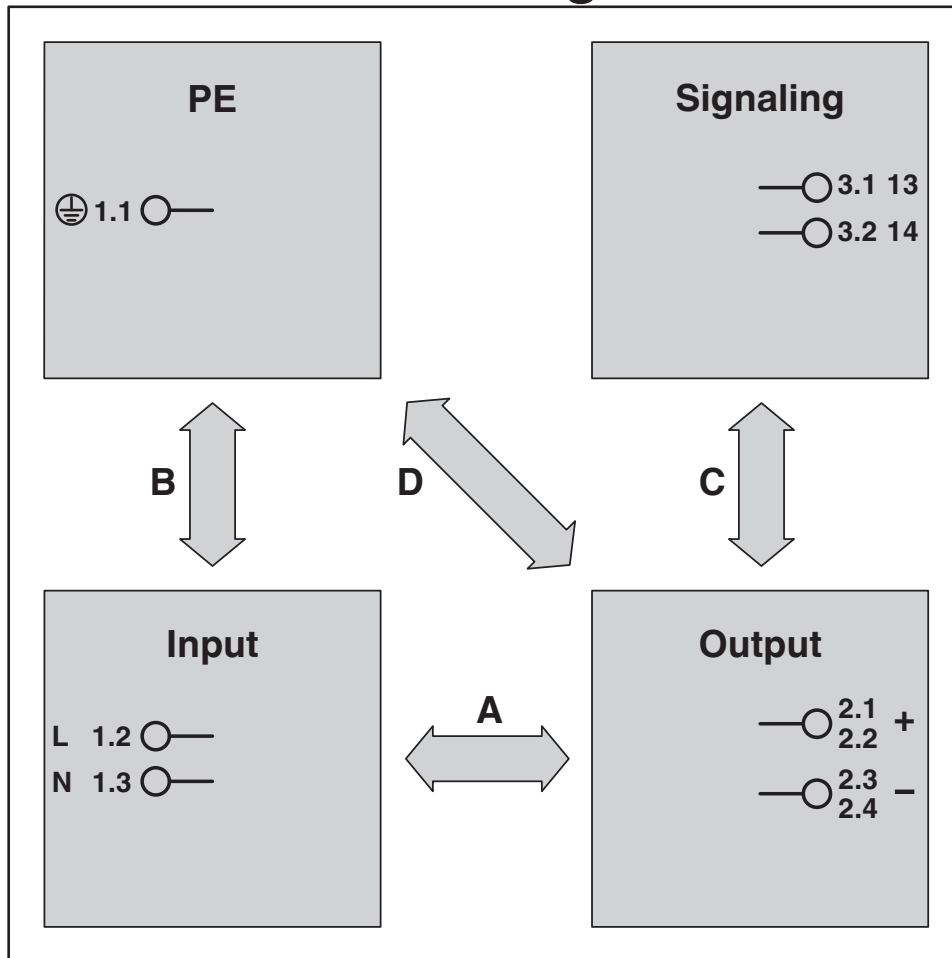 PE
1.1
Signaling
3.1 13
3.2 14
B
D
C
Input
L 1.2
N 1.3
A
Output
2.1
2.2 +
2.3
2.4 −